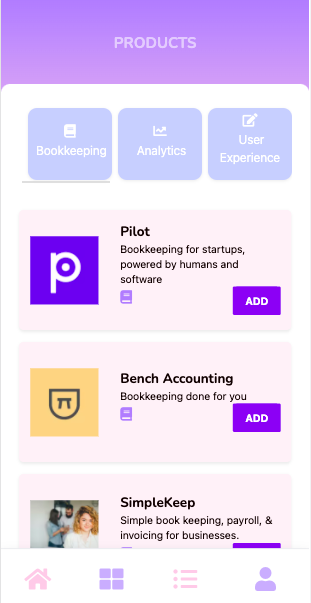 PRODUCTS
Bookkeeping
Analytics
User
Experience
Pilot
Bookkeeping for startups,
powered by humans and
software
ADD
Bench Accounting
Bookkeeping done for you
ADD
SimpleKeep
Simple book keeping, payroll, &
invoicing for businesses.